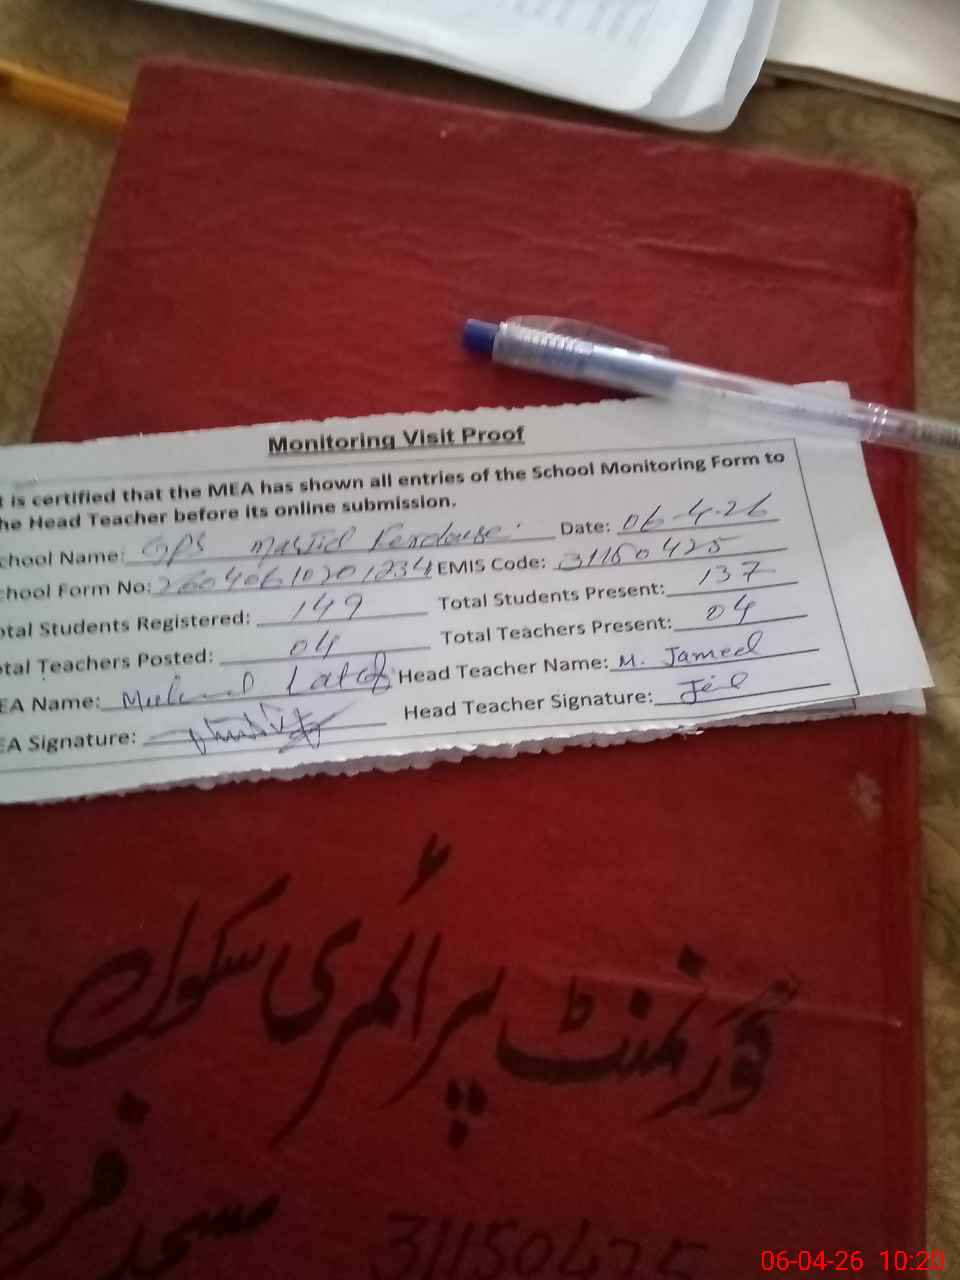 Monitoring Visit Proof
t is certified that the MEA has shown all entries of the School Monitoring Form to
he Head Teacher before its online submission.
chool Name: GPS Masjid Date: 06-4-26
chool Form No: 26040610201234 EMIS Code: 31150425
otal Students Registered: 149 Total Students Present: 137
otal Teachers Posted: 04 Total Teachers Present: 04
EA Name: Latif Head Teacher Name: M. Jameel
EA Signature: Head Teacher Signature:
گورنمنٹ پرائمری سکول
مسجد
31150425
06-04-26 10:20